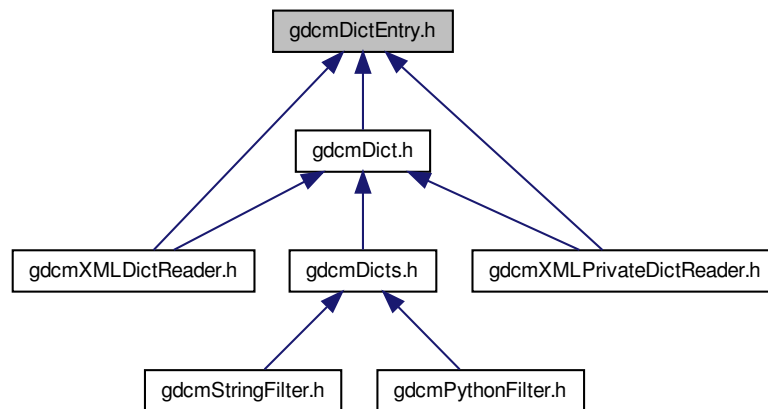 gdcmDictEntry.h
gdcmDict.h
gdcmXMLDictReader.h
gdcmDicts.h
gdcmXMLPrivateDictReader.h
gdcmStringFilter.h
gdcmPythonFilter.h